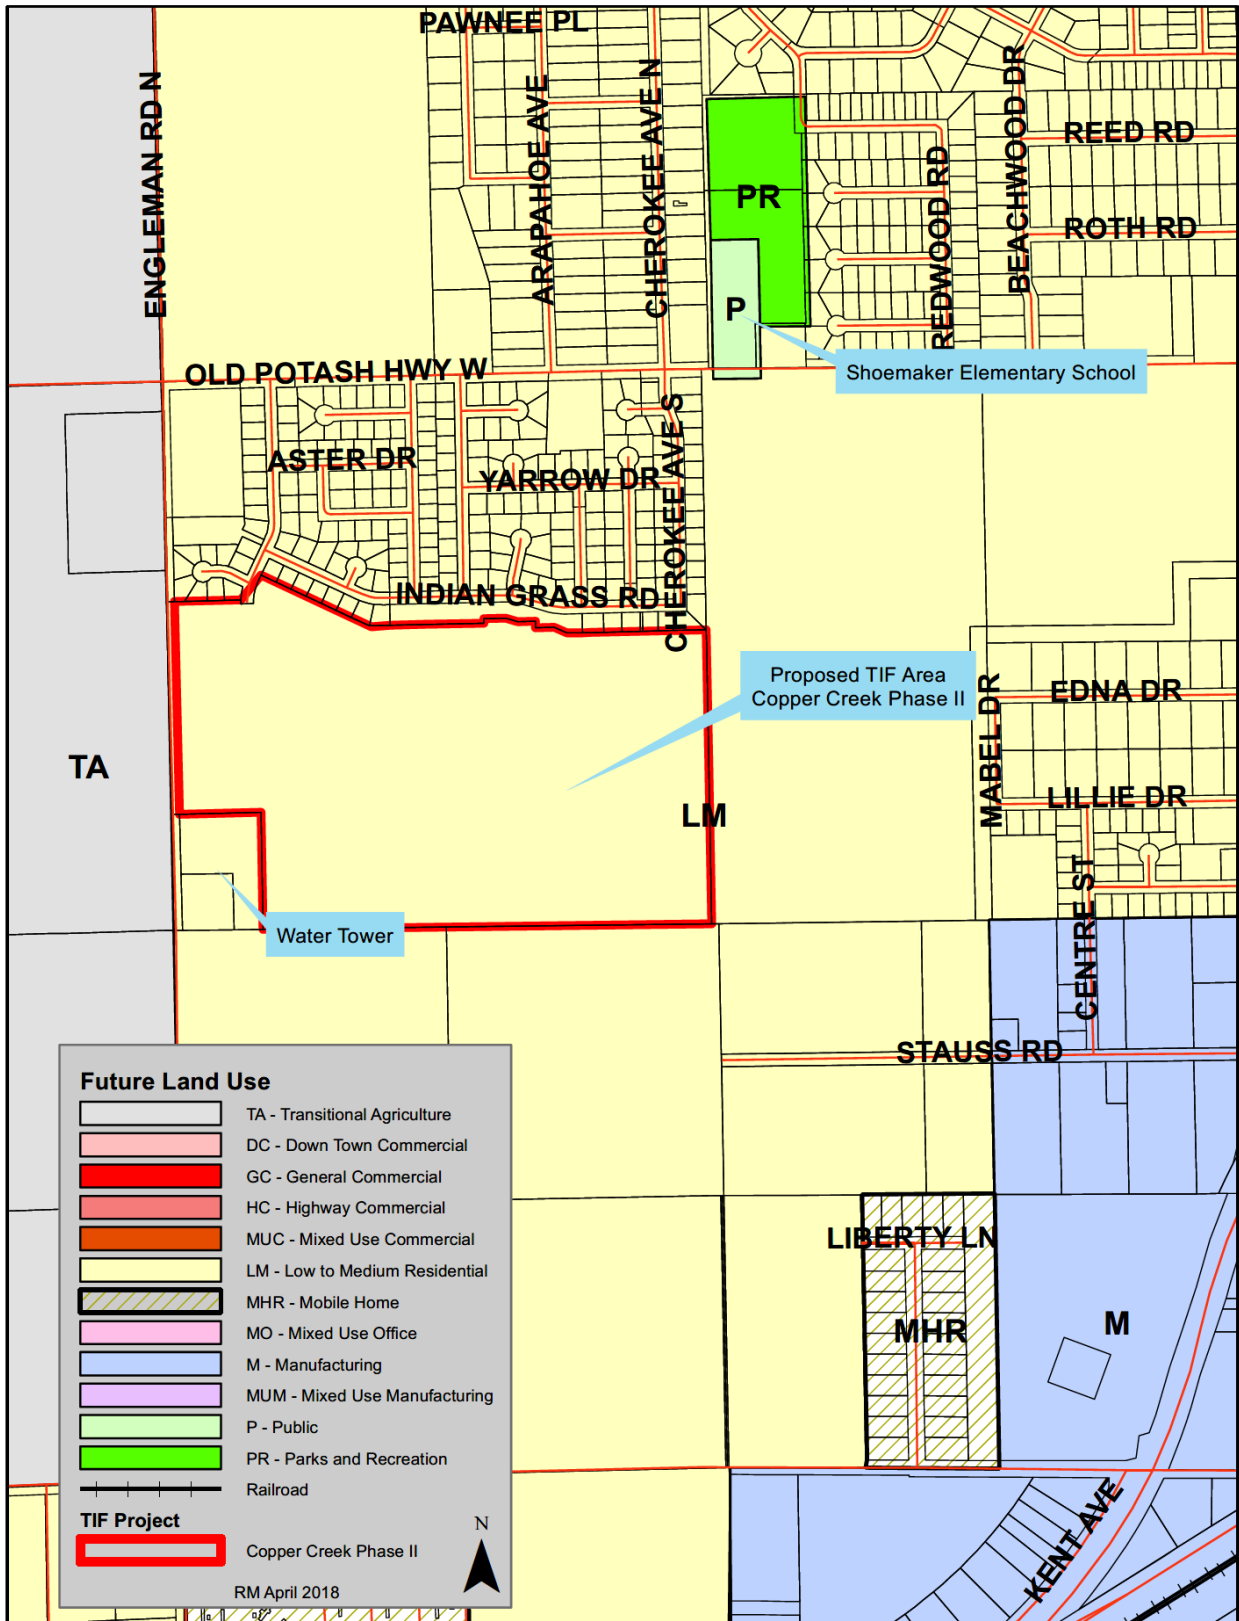 PAWNEE PL
ENGLEMAN RD N
ARAPAHOE AVE
CHEROKEE AVE N
BEACHWOOD DR
REED RD
PR
REDWOOD RD
ROTH RD
P
OLD POTASH HWY W
Shoemaker Elementary School
ASTER DR
YARROW DR
CHEROKEE AVE S
INDIAN GRASS RD
Proposed TIF Area
Copper Creek Phase II
EDNA DR
MABEL DR
TA
LM
LILLIE DR
CENTRE ST
Water Tower
STAUSS RD
LIBERTY LN
MHR
M
KENT AVE
Future Land Use
TA - Transitional Agriculture
DC - Down Town Commercial
GC - General Commercial
HC - Highway Commercial
MUC - Mixed Use Commercial
LM - Low to Medium Residential
MHR - Mobile Home
MO - Mixed Use Office
M - Manufacturing
MUM - Mixed Use Manufacturing
P - Public
PR - Parks and Recreation
Railroad
TIF Project
N
Copper Creek Phase II
RM April 2018